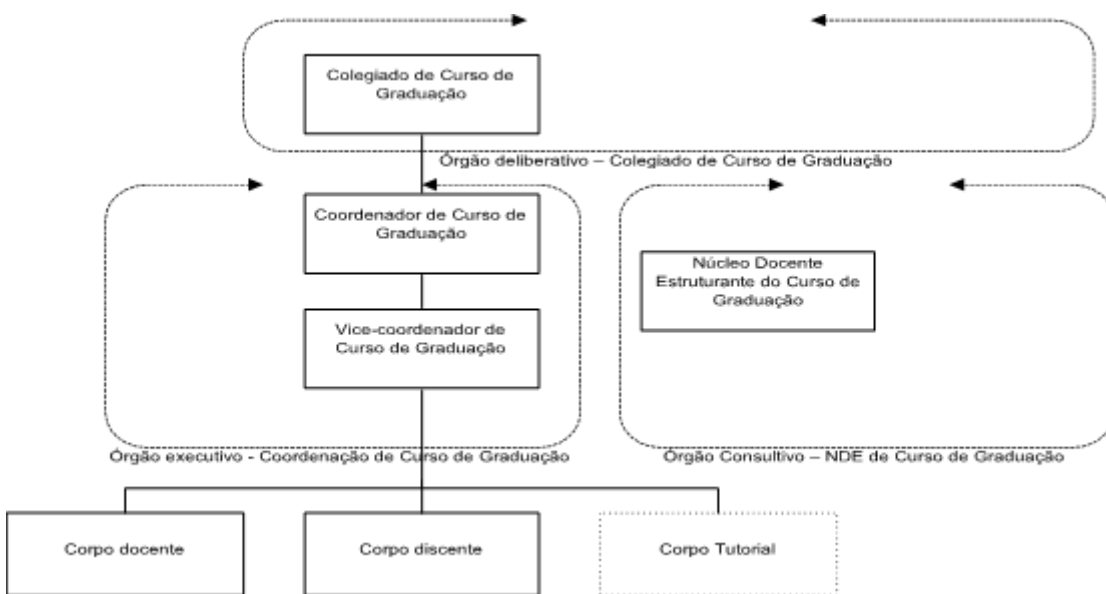 Colegiado de Curso de
Graduação
Órgão deliberativo – Colegiado de Curso de Graduação
Coordenador de Curso de
Graduação
Núcleo Docente
Estruturante do Curso de
Graduação
Vice-coordenador de
Curso de Graduação
Órgão executivo - Coordenação de Curso de Graduação
Órgão Consultivo – NDE de Curso de Graduação
Corpo docente
Corpo discente
Corpo Tutorial